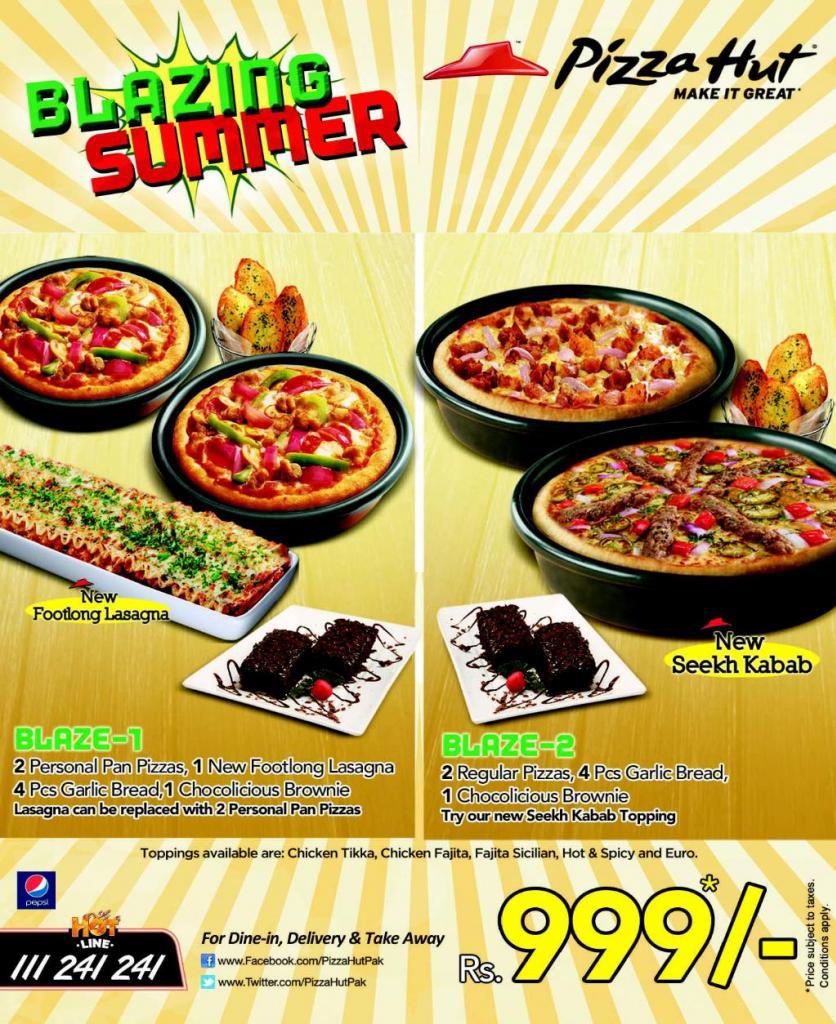 BLAZING
SUMMER
Pizza Hut
MAKE IT GREAT
New
Footlong Lasagna
New
Seekh Kabab
BLAZE-1
2 Personal Pan Pizzas, 1 New Footlong Lasagna
4 Pcs Garlic Bread,1 Chocolicious Brownie
Lasagna can be replaced with 2 Personal Pan Pizzas
BLAZE-2
2 Regular Pizzas, 4 Pcs Garlic Bread,
1 Chocolicious Brownie
Try our new Seekh Kabab Topping
Toppings available are: Chicken Tikka, Chicken Fajita, Fajita Sicilian, Hot & Spicy and Euro.
pepsi
HOT
·LINE·
111 241 241
For Dine-in, Delivery & Take Away
www.Facebook.com/PizzaHutPak
www.Twitter.com/PizzaHutPak
Rs. 999*/-
* Price subject to taxes.
Conditions apply.